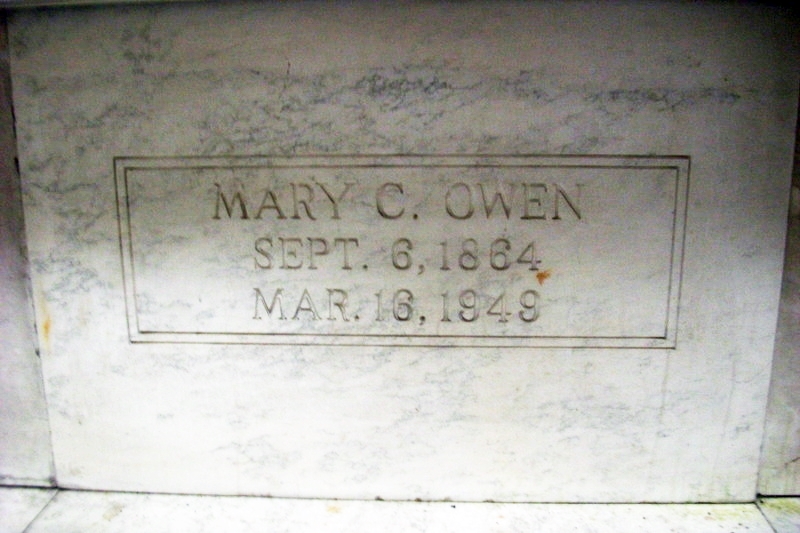 MARY C. OWEN
SEPT. 6, 1864
MAR. 16, 1949